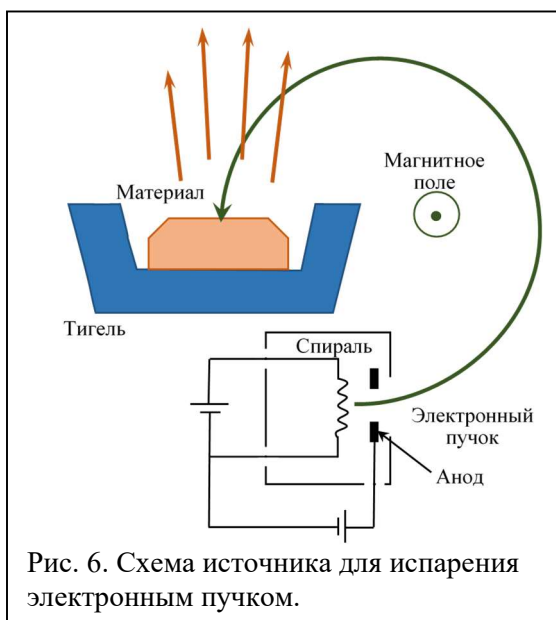 Магнитное
поле
Материал
Тигель
Спираль
Электронный
пучок
Анод
Рис. 6. Схема источника для испарения
электронным пучком.